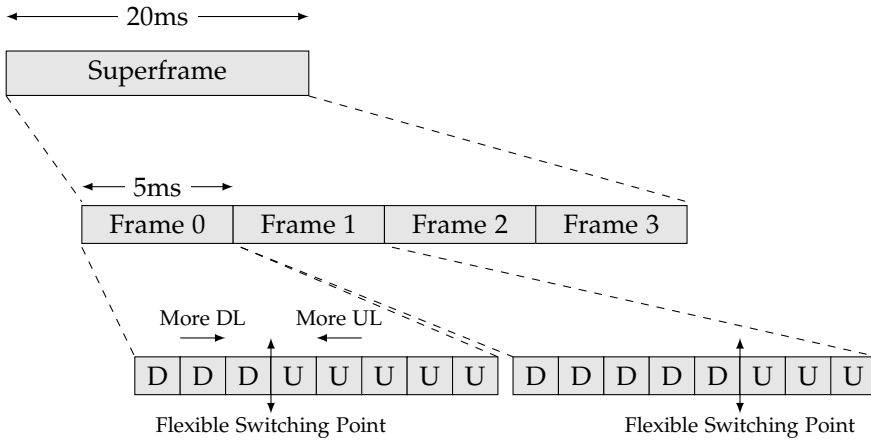 20ms
Superframe
5ms
Frame 0 Frame 1 Frame 2 Frame 3
More DL More UL
D D D U U U U U D D D D D U U U
Flexible Switching Point Flexible Switching Point